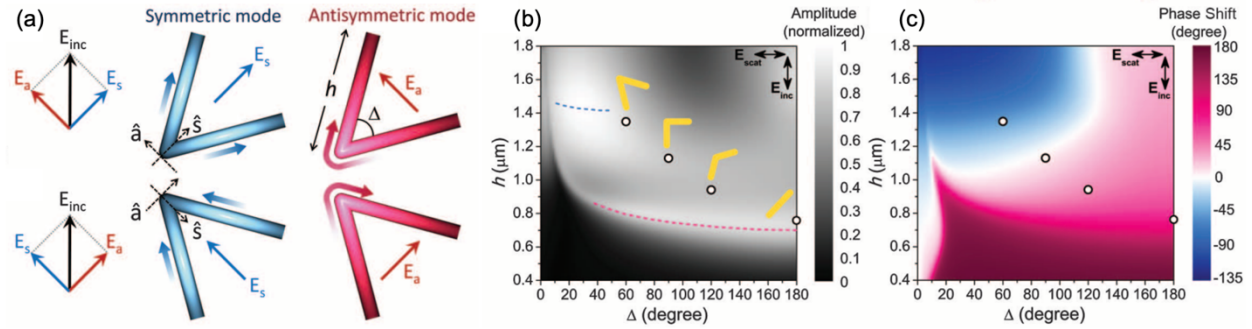 (a)
Symmetric mode
Antisymmetric mode
E_inc
E_a
E_s
E_s
E_a
h
Δ
â
ŝ
E_inc
E_s
E_a
â
ŝ
E_s
E_a
(b)
Amplitude
(normalized)
E_scat
E_inc
h (μm)
1.8
1.6
1.4
1.2
1.0
0.8
0.6
0.4
0 20 40 60 80 100 120 140 160 180
Δ (degree)
1
0.9
0.8
0.7
0.6
0.5
0.4
0.3
0.2
0.1
0
(c)
Phase Shift
(degree)
E_scat
E_inc
h (μm)
1.8
1.6
1.4
1.2
1.0
0.8
0.6
0.4
0 20 40 60 80 100 120 140 160 180
Δ (degree)
180
135
90
45
0
-45
-90
-135